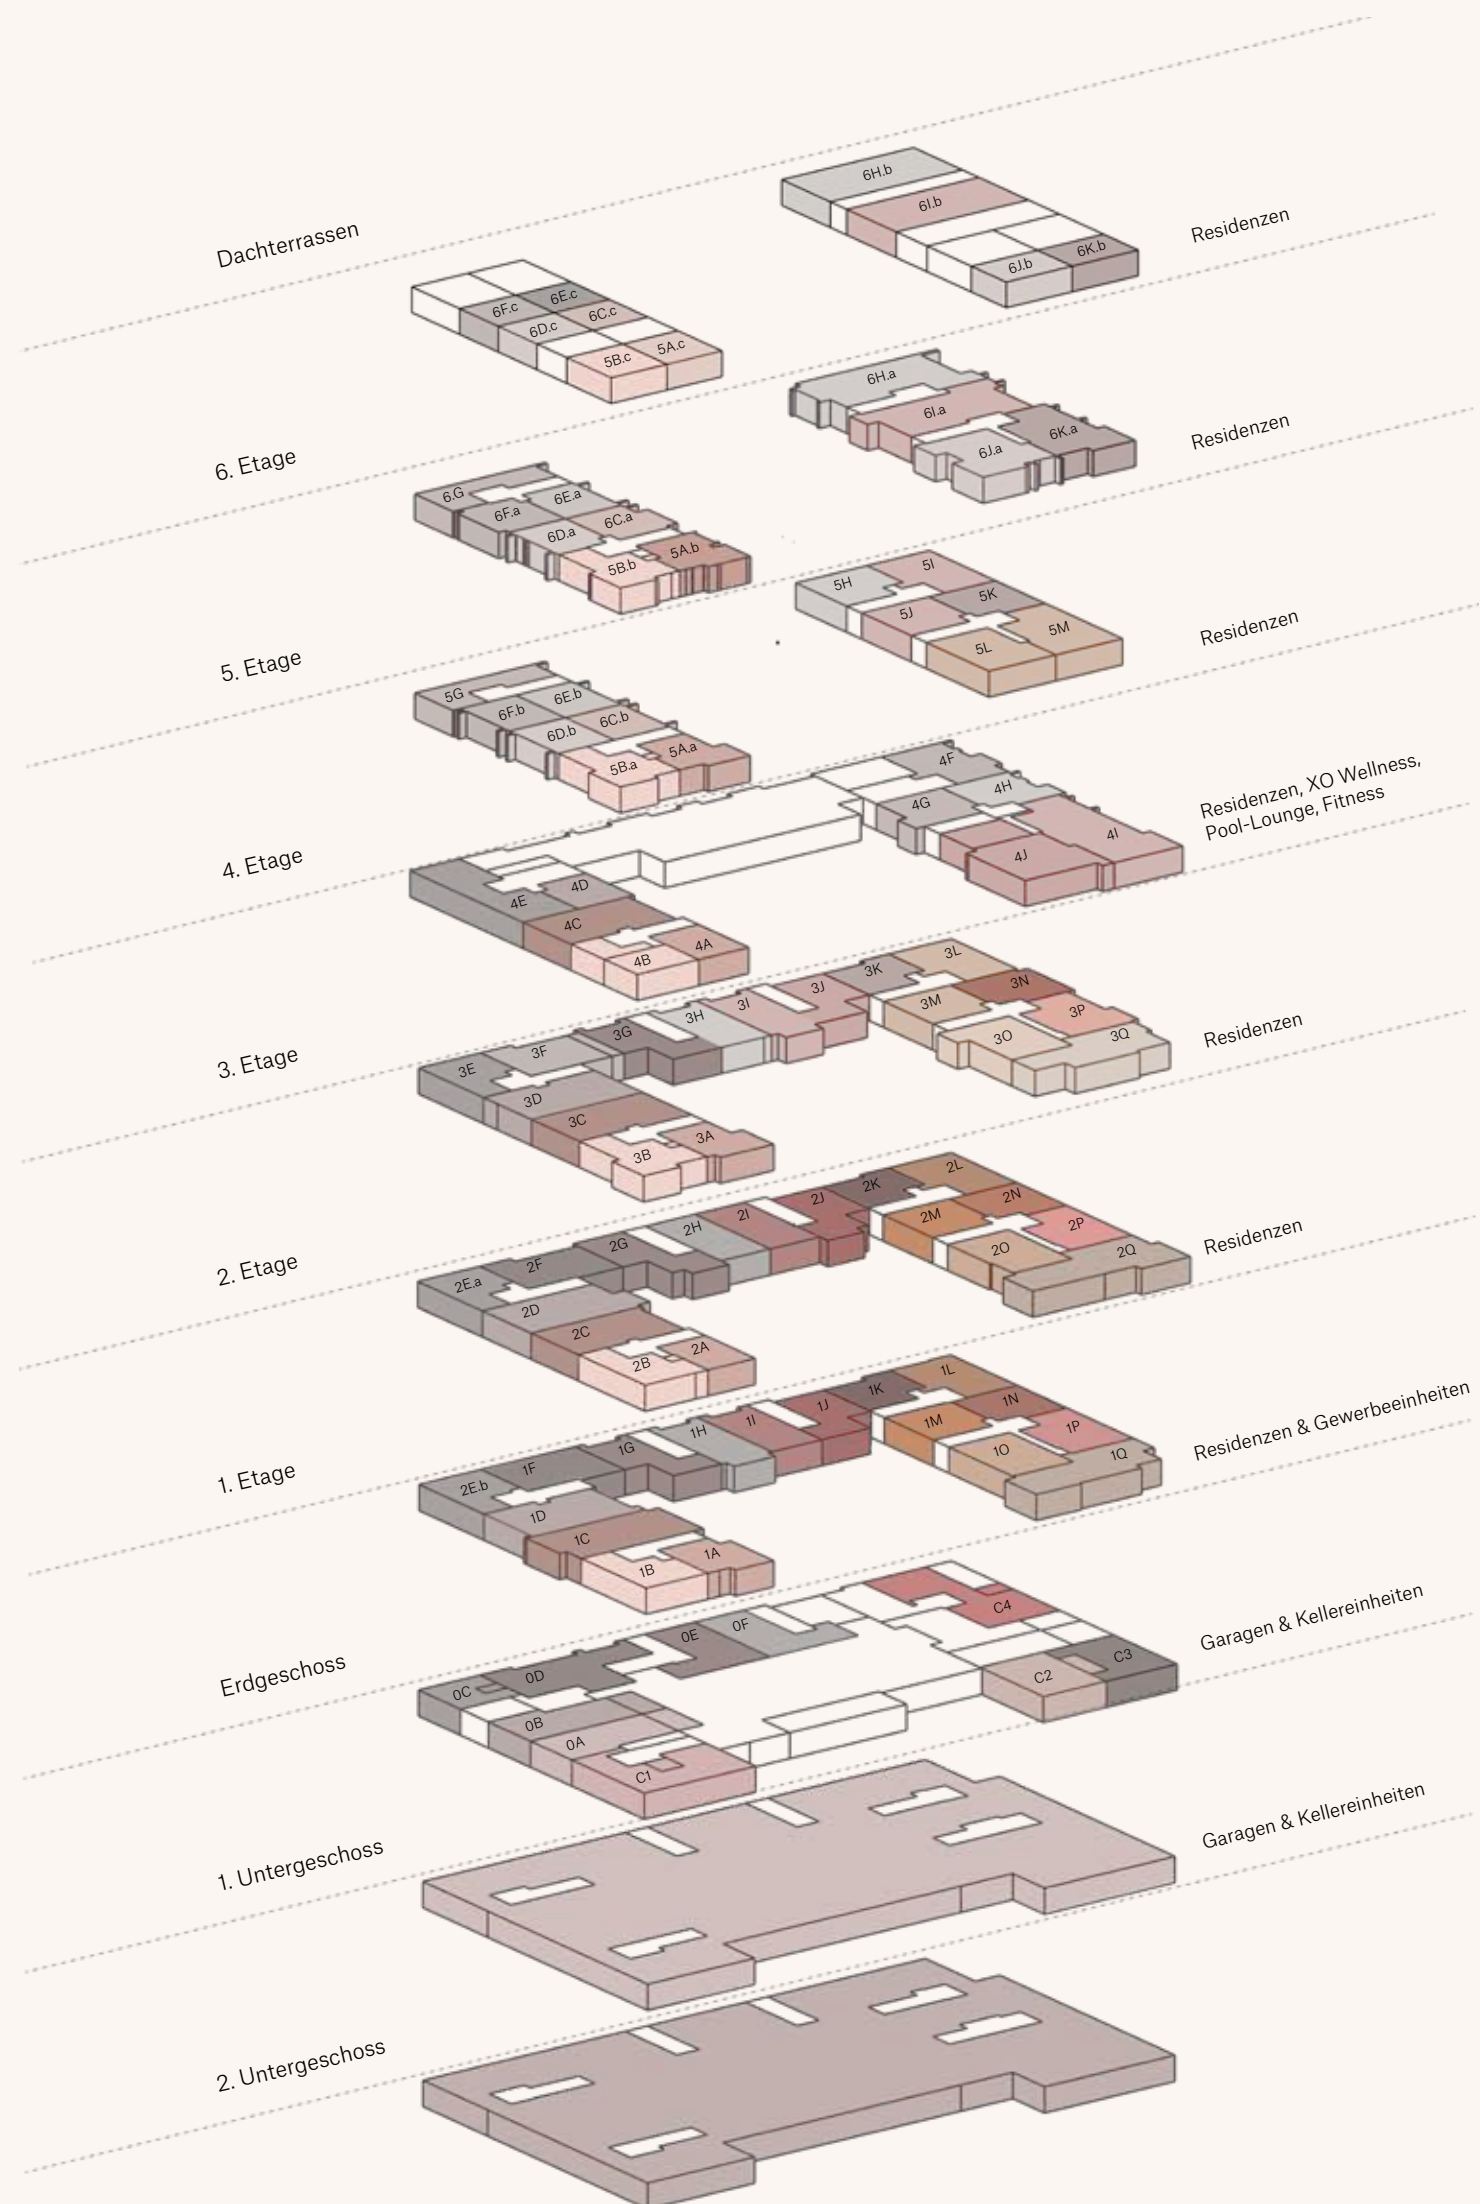 6H.b
6I.b
Residenzen
6K.b
6J.b
Dachterrassen
6E.c
6F.c
6C.c
6D.c
5A.c
5B.c
6H.a
6I.a
Residenzen
6K.a
6J.a
6. Etage
6.G
6E.a
6F.a
6C.a
6D.a
5A.b
5B.b
5I
5H
5K
5J
Residenzen
5M
5L
5. Etage
5G
6E.b
6F.b
6C.b
6D.b
5A.a
5B.a
4F
4H
4G
Residenzen, XO Wellness,
Pool-Lounge, Fitness
4I
4J
4. Etage
4D
4E
4C
4A
4B
3L
3K
3N
3J
3M
3I
3P
3H
3G
3O
3Q
Residenzen
3F
3E
3. Etage
3D
3C
3A
3B
2L
2K
2N
2J
2M
2I
2P
2H
2G
2O
2Q
Residenzen
2F
2E.a
2. Etage
2D
2C
2A
2B
1L
1K
1N
1J
1M
1I
1P
1H
1G
1O
1Q
Residenzen & Gewerbeeinheiten
1F
2E.b
1. Etage
1D
1C
1A
1B
C4
Garagen & Kellereinheiten
0F
0E
C3
C2
Erdgeschoss
0D
0C
0B
0A
C1
Garagen & Kellereinheiten
1. Untergeschoss
2. Untergeschoss